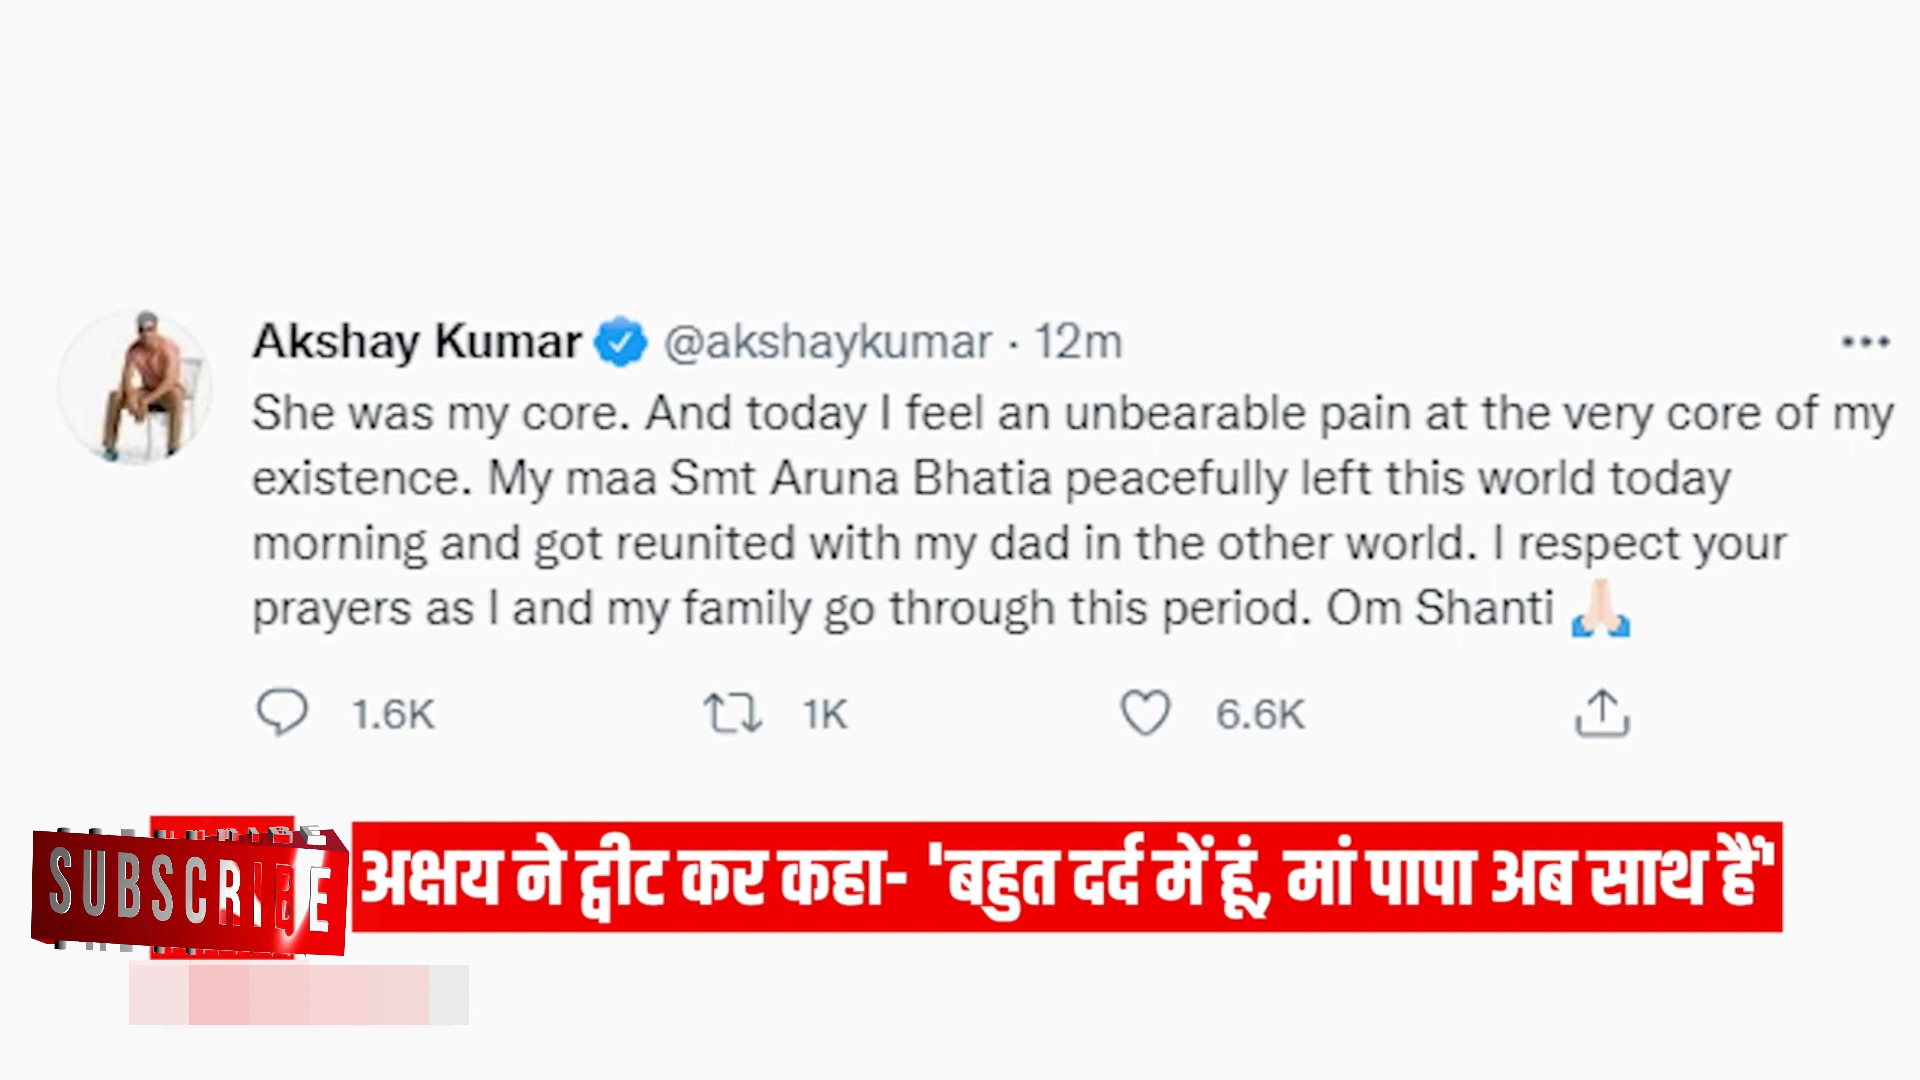 Akshay Kumar @akshaykumar · 12m
She was my core. And today I feel an unbearable pain at the very core of my
existence. My maa Smt Aruna Bhatia peacefully left this world today
morning and got reunited with my dad in the other world. I respect your
prayers as I and my family go through this period. Om Shanti 🙏🏻
1.6K 1K 6.6K
SUBSCRIBE
अक्षय ने ट्वीट कर कहा- 'बहुत दर्द में हूं, मां पापा अब साथ हैं'